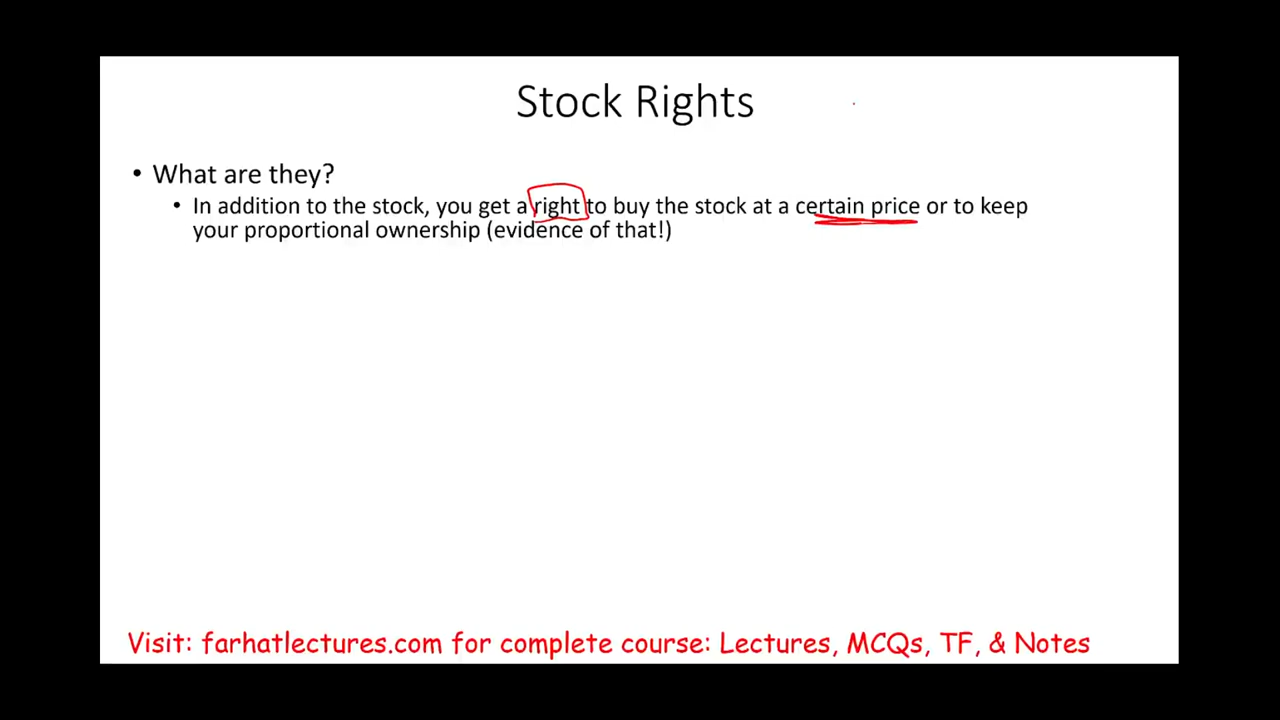 Stock Rights
• What are they?
• In addition to the stock, you get a right to buy the stock at a certain price or to keep
your proportional ownership (evidence of that!)
Visit: farhatlectures.com for complete course: Lectures, MCQs, TF, & Notes